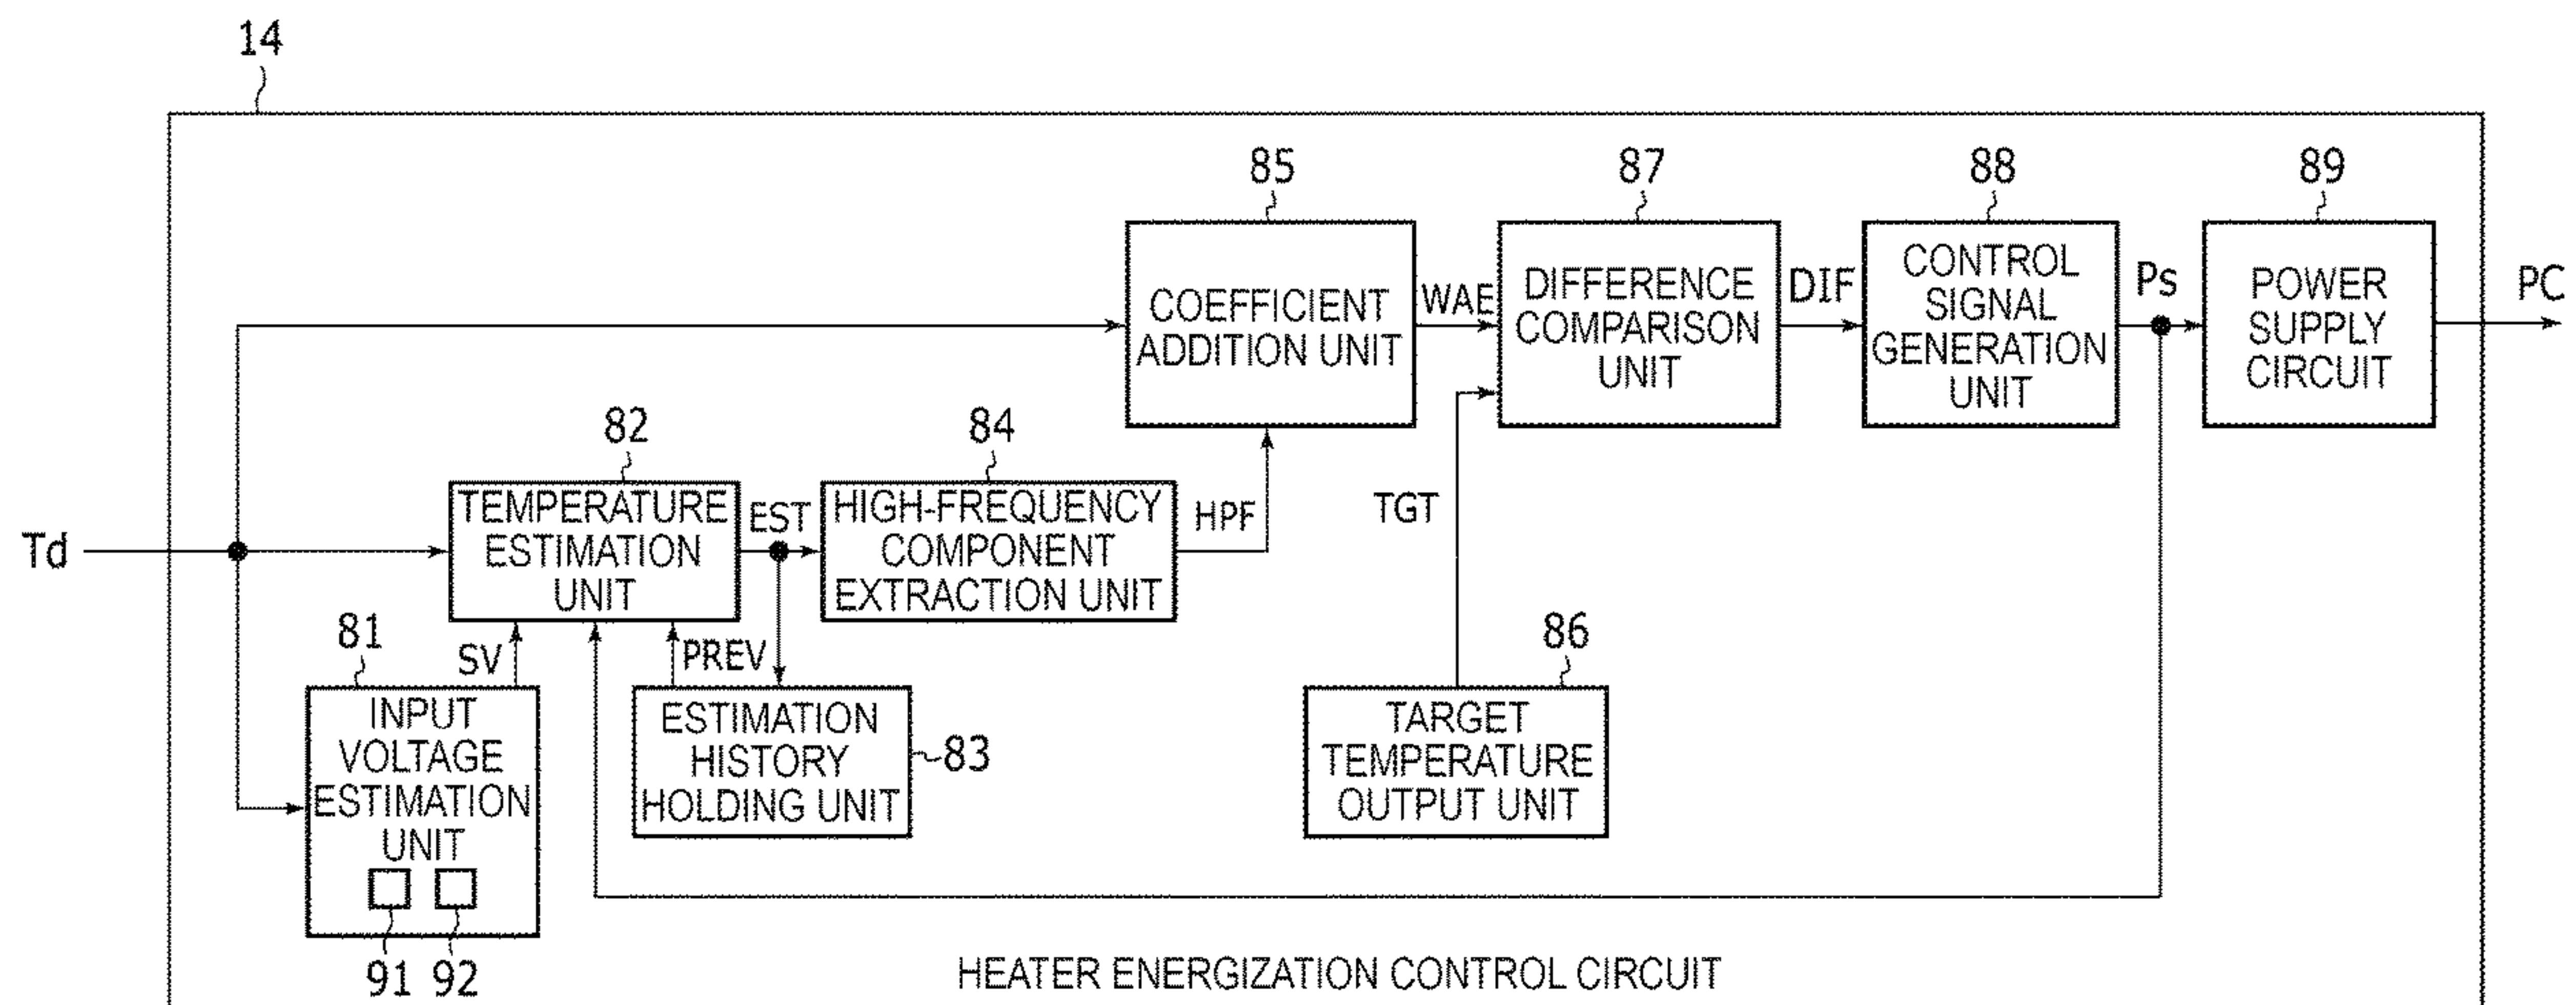 14
85
87
88
89
COEFFICIENT
ADDITION UNIT
WAE
DIFFERENCE
COMPARISON
UNIT
DIF
CONTROL
SIGNAL
GENERATION
UNIT
Ps
POWER
SUPPLY
CIRCUIT
PC
82
84
Td
TEMPERATURE
ESTIMATION
UNIT
EST
HIGH-FREQUENCY
COMPONENT
EXTRACTION UNIT
HPF
TGT
81
SV
PREV
86
INPUT
VOLTAGE
ESTIMATION
UNIT
ESTIMATION
HISTORY
HOLDING UNIT
83
TARGET
TEMPERATURE
OUTPUT UNIT
91 92
HEATER ENERGIZATION CONTROL CIRCUIT